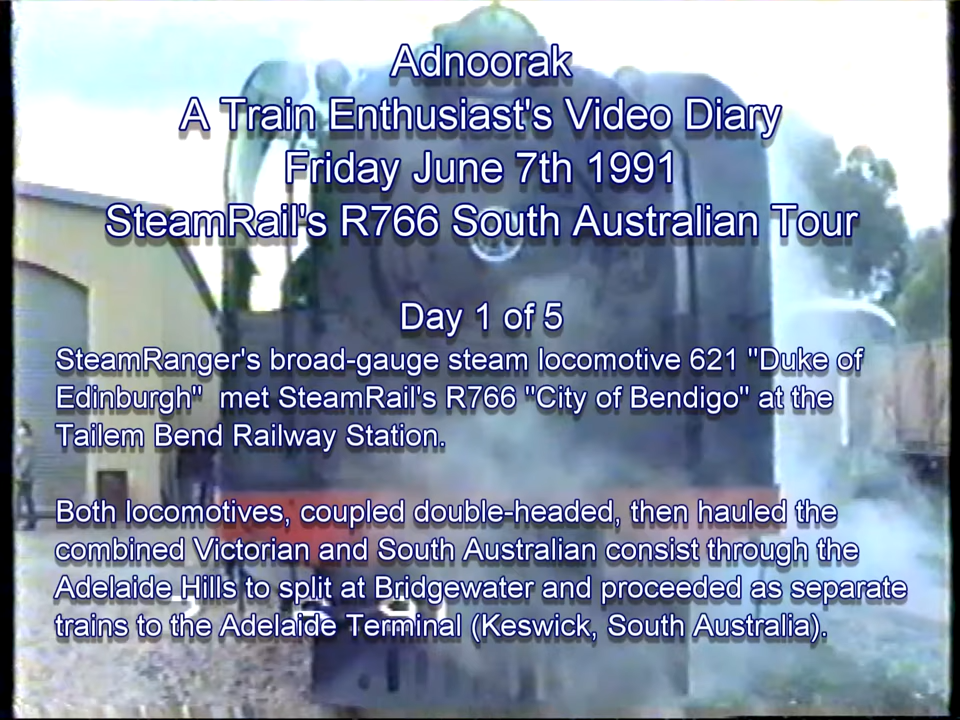 Adnoorak
A Train Enthusiast's Video Diary
Friday June 7th 1991
SteamRail's R766 South Australian Tour
Day 1 of 5
SteamRanger's broad-gauge steam locomotive 621 "Duke of
Edinburgh"  met SteamRail's R766 "City of Bendigo" at the
Tailem Bend Railway Station.
Both locomotives, coupled double-headed, then hauled the
combined Victorian and South Australian consist through the
Adelaide Hills to split at Bridgewater and proceeded as separate
trains to the Adelaide Terminal (Keswick, South Australia).